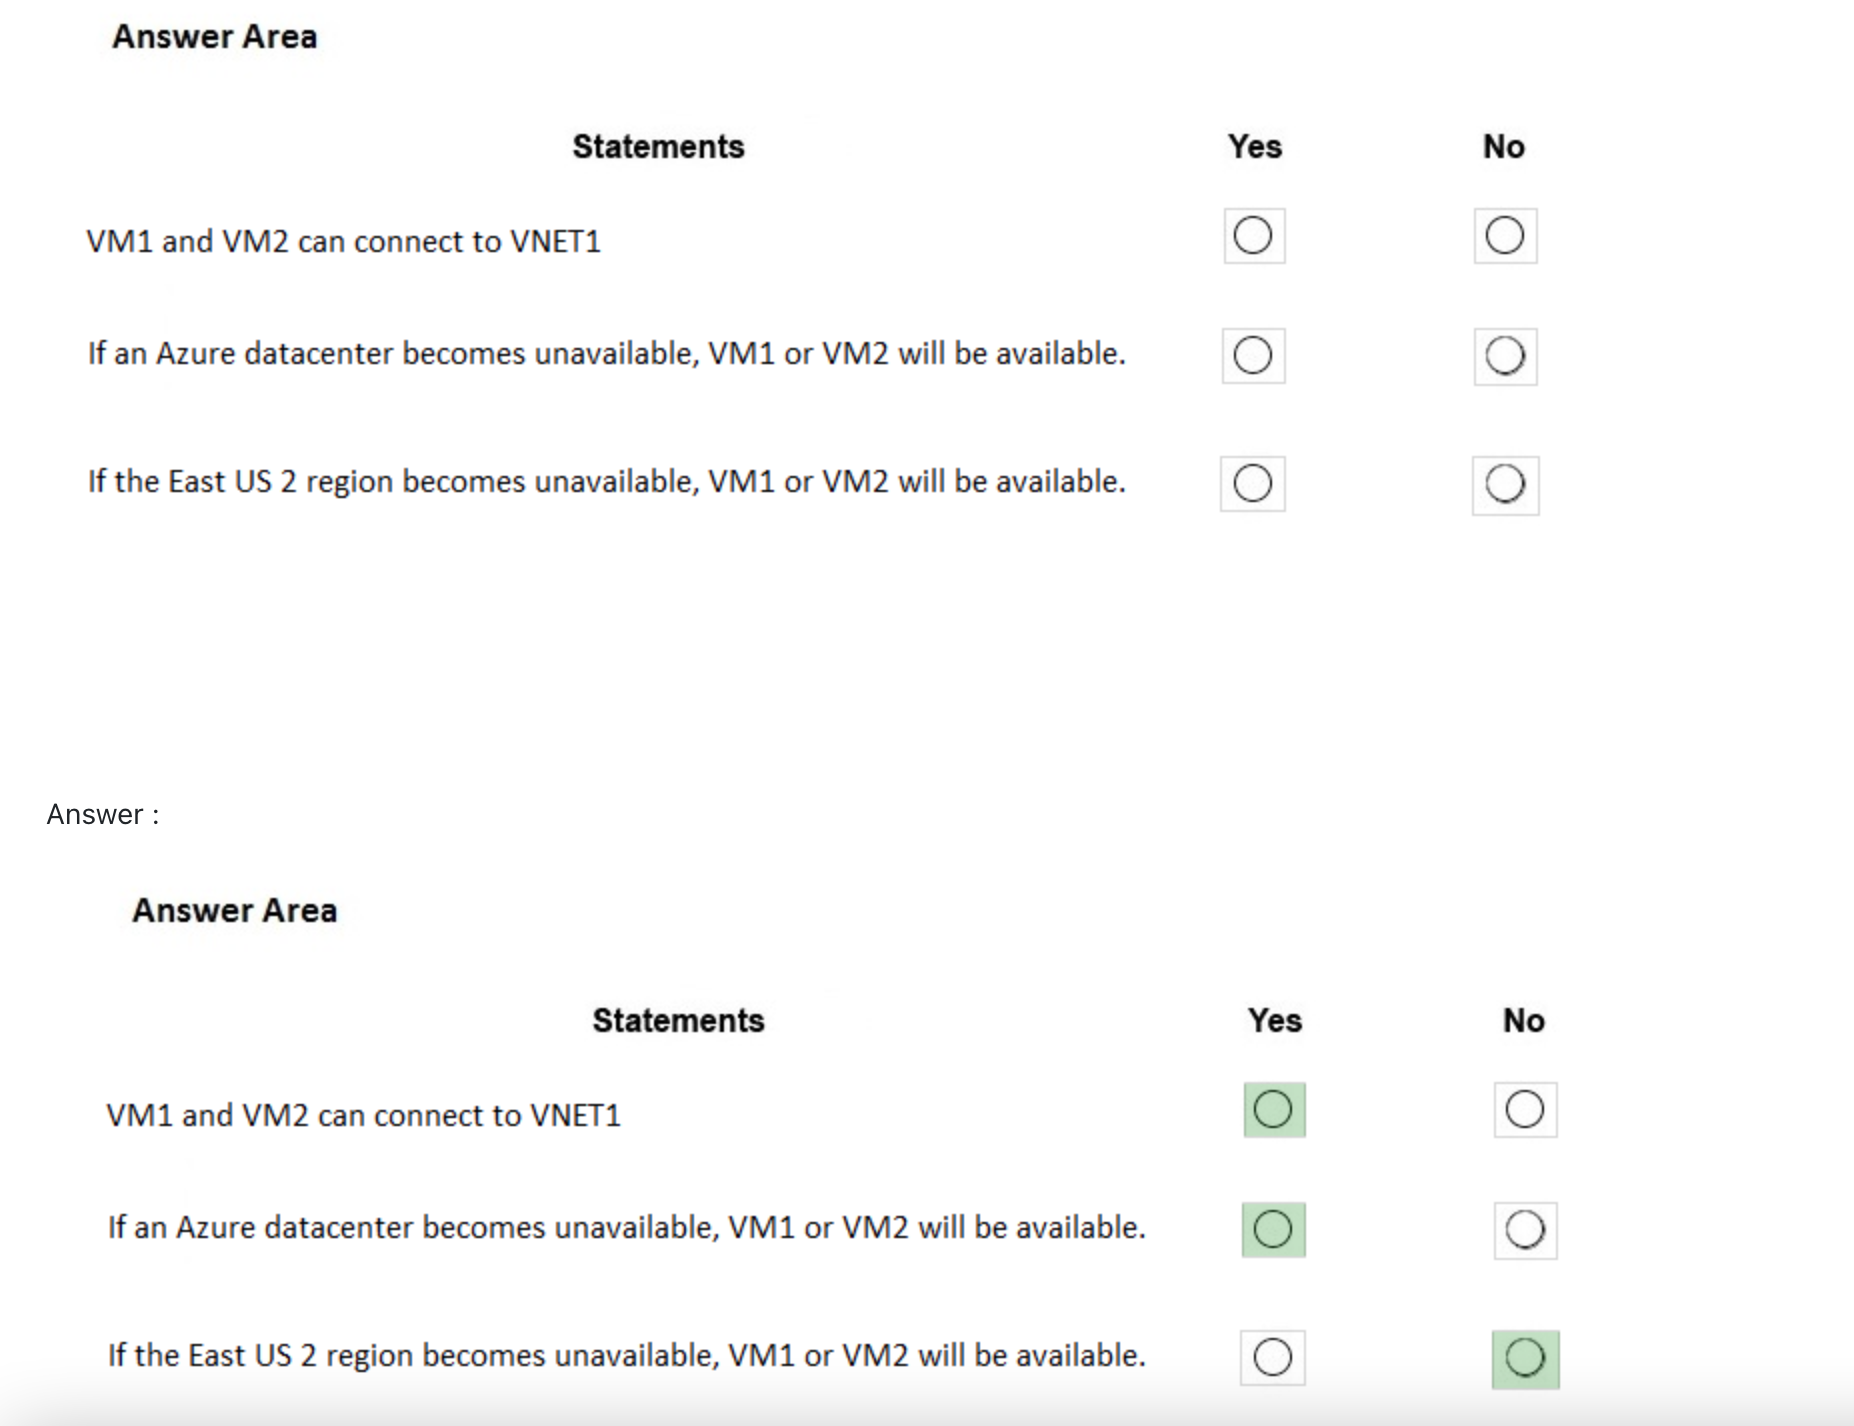 Answer Area
Statements Yes No
VM1 and VM2 can connect to VNET1
If an Azure datacenter becomes unavailable, VM1 or VM2 will be available.
If the East US 2 region becomes unavailable, VM1 or VM2 will be available.
Answer :
Answer Area
Statements Yes No
VM1 and VM2 can connect to VNET1
If an Azure datacenter becomes unavailable, VM1 or VM2 will be available.
If the East US 2 region becomes unavailable, VM1 or VM2 will be available.